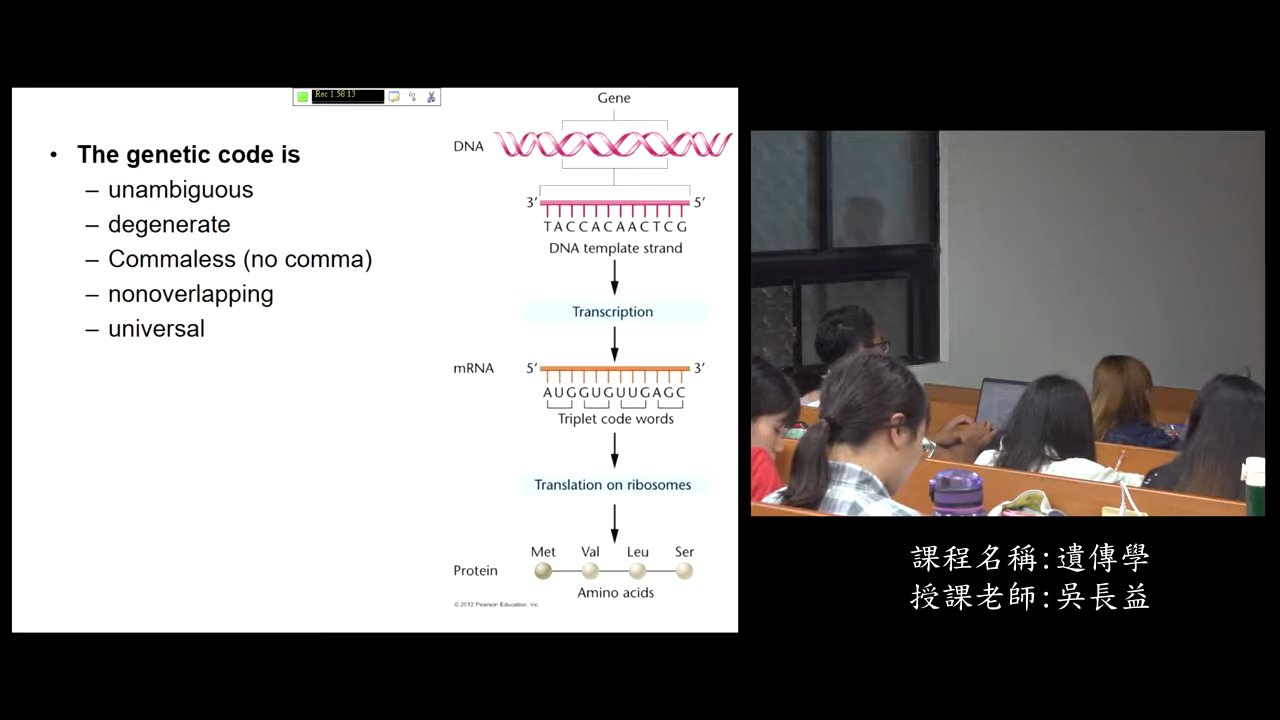 Rec 1:58:13
• The genetic code is
– unambiguous
– degenerate
– Commaless (no comma)
– nonoverlapping
– universal
Gene
DNA
3’ 5’
TACCACAACTCG
DNA template strand
Transcription
mRNA 5’ 3’
AUGGUGUUGAGC
Triplet code words
Translation on ribosomes
Met Val Leu Ser
Protein
Amino acids
© 2012 Pearson Education, Inc.
課程名稱:遺傳學
授課老師:吳長益